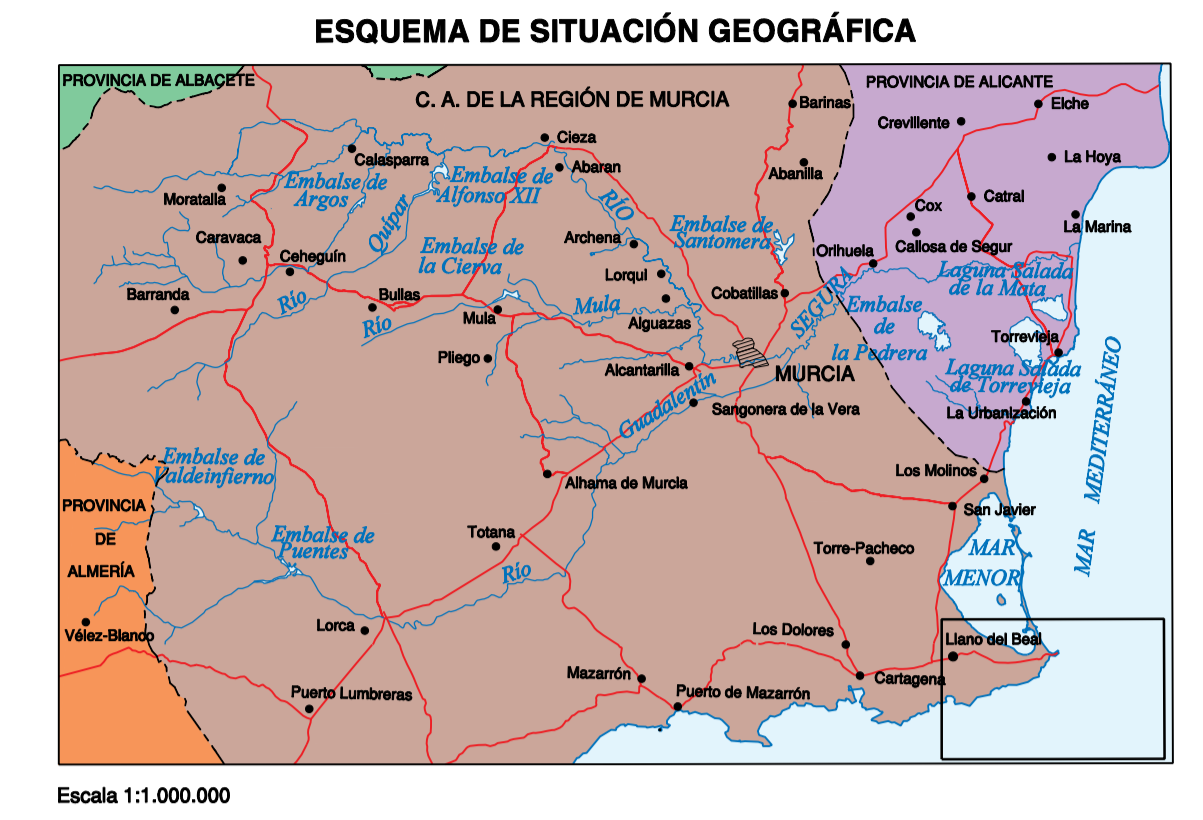 ESQUEMA DE SITUACIÓN GEOGRÁFICA
PROVINCIA DE ALBACETE
C. A. DE LA REGIÓN DE MURCIA
PROVINCIA DE ALICANTE
Barinas
Elche
Crevillente
Cieza
Calasparra
Abaran
La Hoya
Abanilla
Embalse de
Argos
Embalse de
Alfonso XII
Moratalla
Catral
Cox
RÍO
Quípar
La Marina
Embalse de
Santomera
Caravaca
Archena
Callosa de Segur
Orihuela
Ceheguín
Embalse de
la Cierva
Lorqui
Laguna Salada
de la Mata
Barranda
Bullas
Río
Cobatillas
SEGURA
Mula
Embalse
de
la Pedrera
Río
Mula
Alguazas
Torrevieja
Pliego
Alcantarilla
MURCIA
Laguna Salada
de Torrevieja
Guadalentín
Sangonera de la Vera
La Urbanización
MAR MEDITERRÁNEO
Embalse de
Valdeinfierno
Los Molinos
Alhama de Murcia
PROVINCIA
DE
ALMERÍA
San Javier
Embalse de
Puentes
Totana
Torre-Pacheco
MAR
MENOR
Río
Vélez-Blanco
Lorca
Los Dolores
Llano del Beal
Mazarrón
Cartagena
Puerto Lumbreras
Puerto de Mazarrón
Escala 1:1.000.000